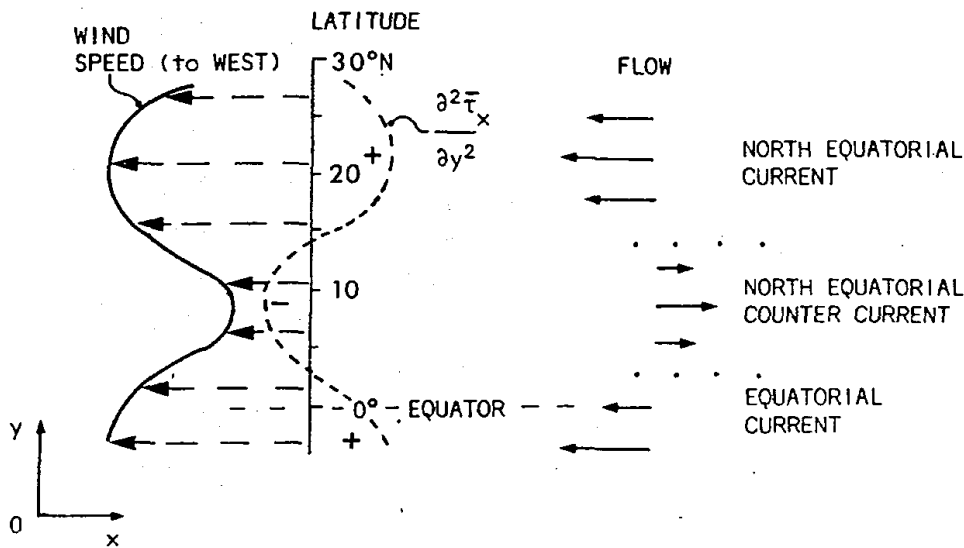 LATITUDE
WIND
SPEED (to WEST)
30°N
FLOW
∂²τ̄x
∂y²
+
20
NORTH EQUATORIAL
CURRENT
10
−
NORTH EQUATORIAL
COUNTER CURRENT
0°
EQUATOR
EQUATORIAL
CURRENT
+
y
0
x